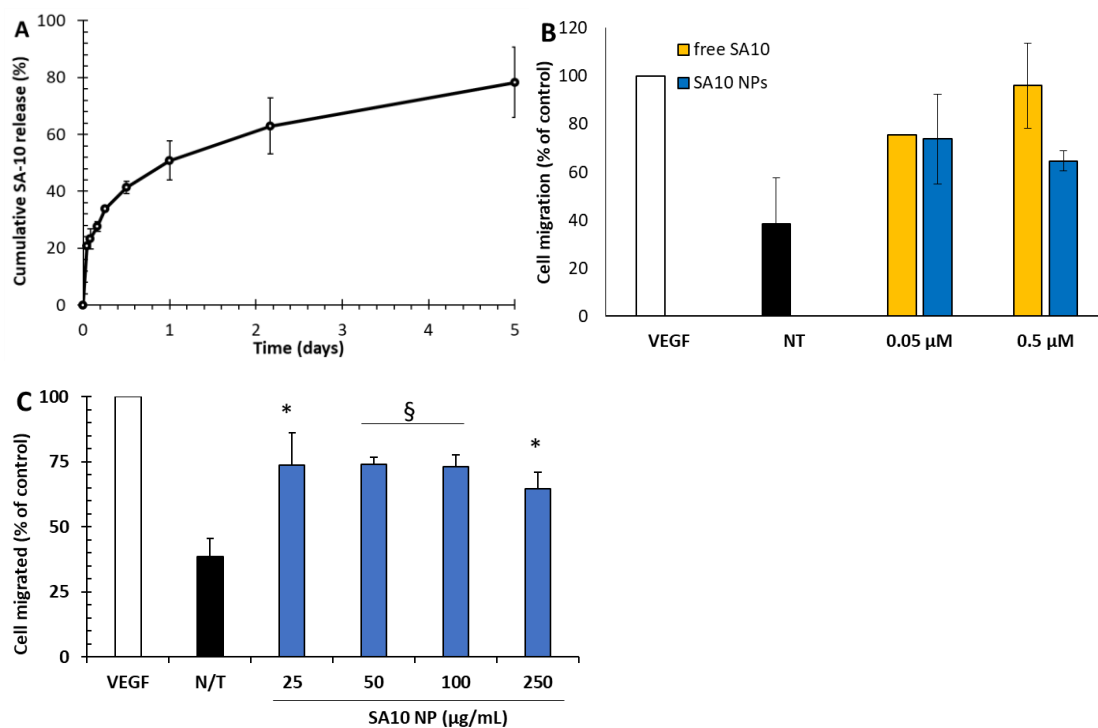 A
Cumulative SA-10 release (%)
100
80
60
40
20
0
0 1 2 3 4 5
Time (days)
B
Cell migration (% of control)
120
100
80
60
40
20
0
free SA10
SA10 NPs
VEGF NT 0.05 µM 0.5 µM
C
Cell migrated (% of control)
100
75
50
25
0
* § *
VEGF N/T 25 50 100 250
SA10 NP (µg/mL)